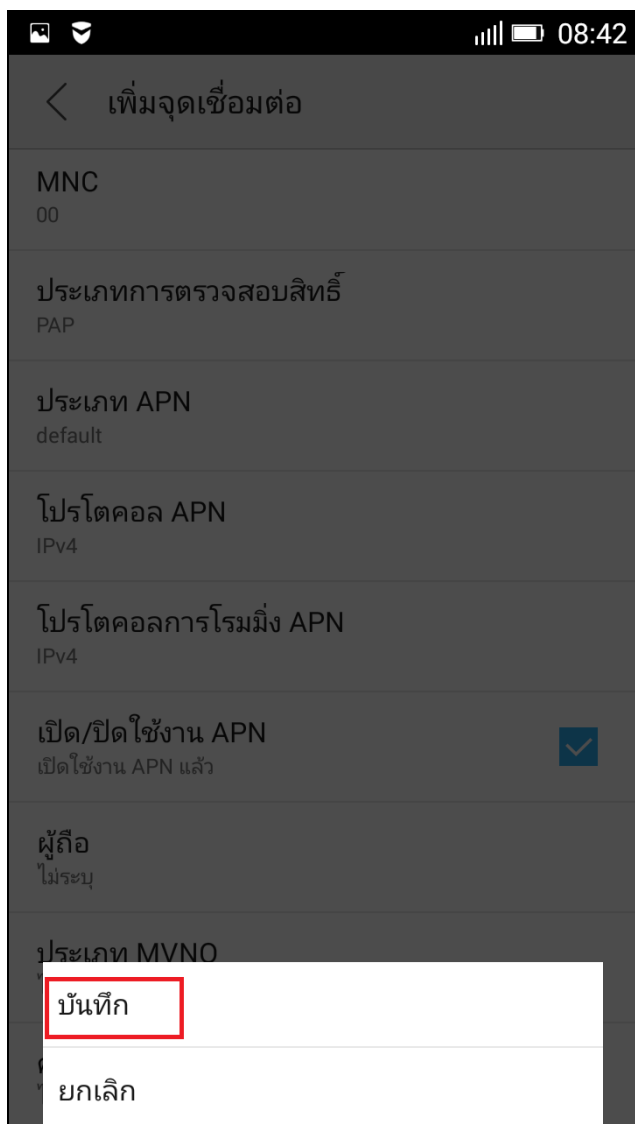 08:42
เพิ่มจุดเชื่อมต่อ
MNC
00
ประเภทการตรวจสอบสิทธิ์
PAP
ประเภท APN
default
โปรโตคอล APN
IPv4
โปรโตคอลการโรมมิ่ง APN
IPv4
เปิด/ปิดใช้งาน APN
เปิดใช้งาน APN แล้ว
ผู้ถือ
ไม่ระบุ
ประเภท MVNO
บันทึก
ยกเลิก